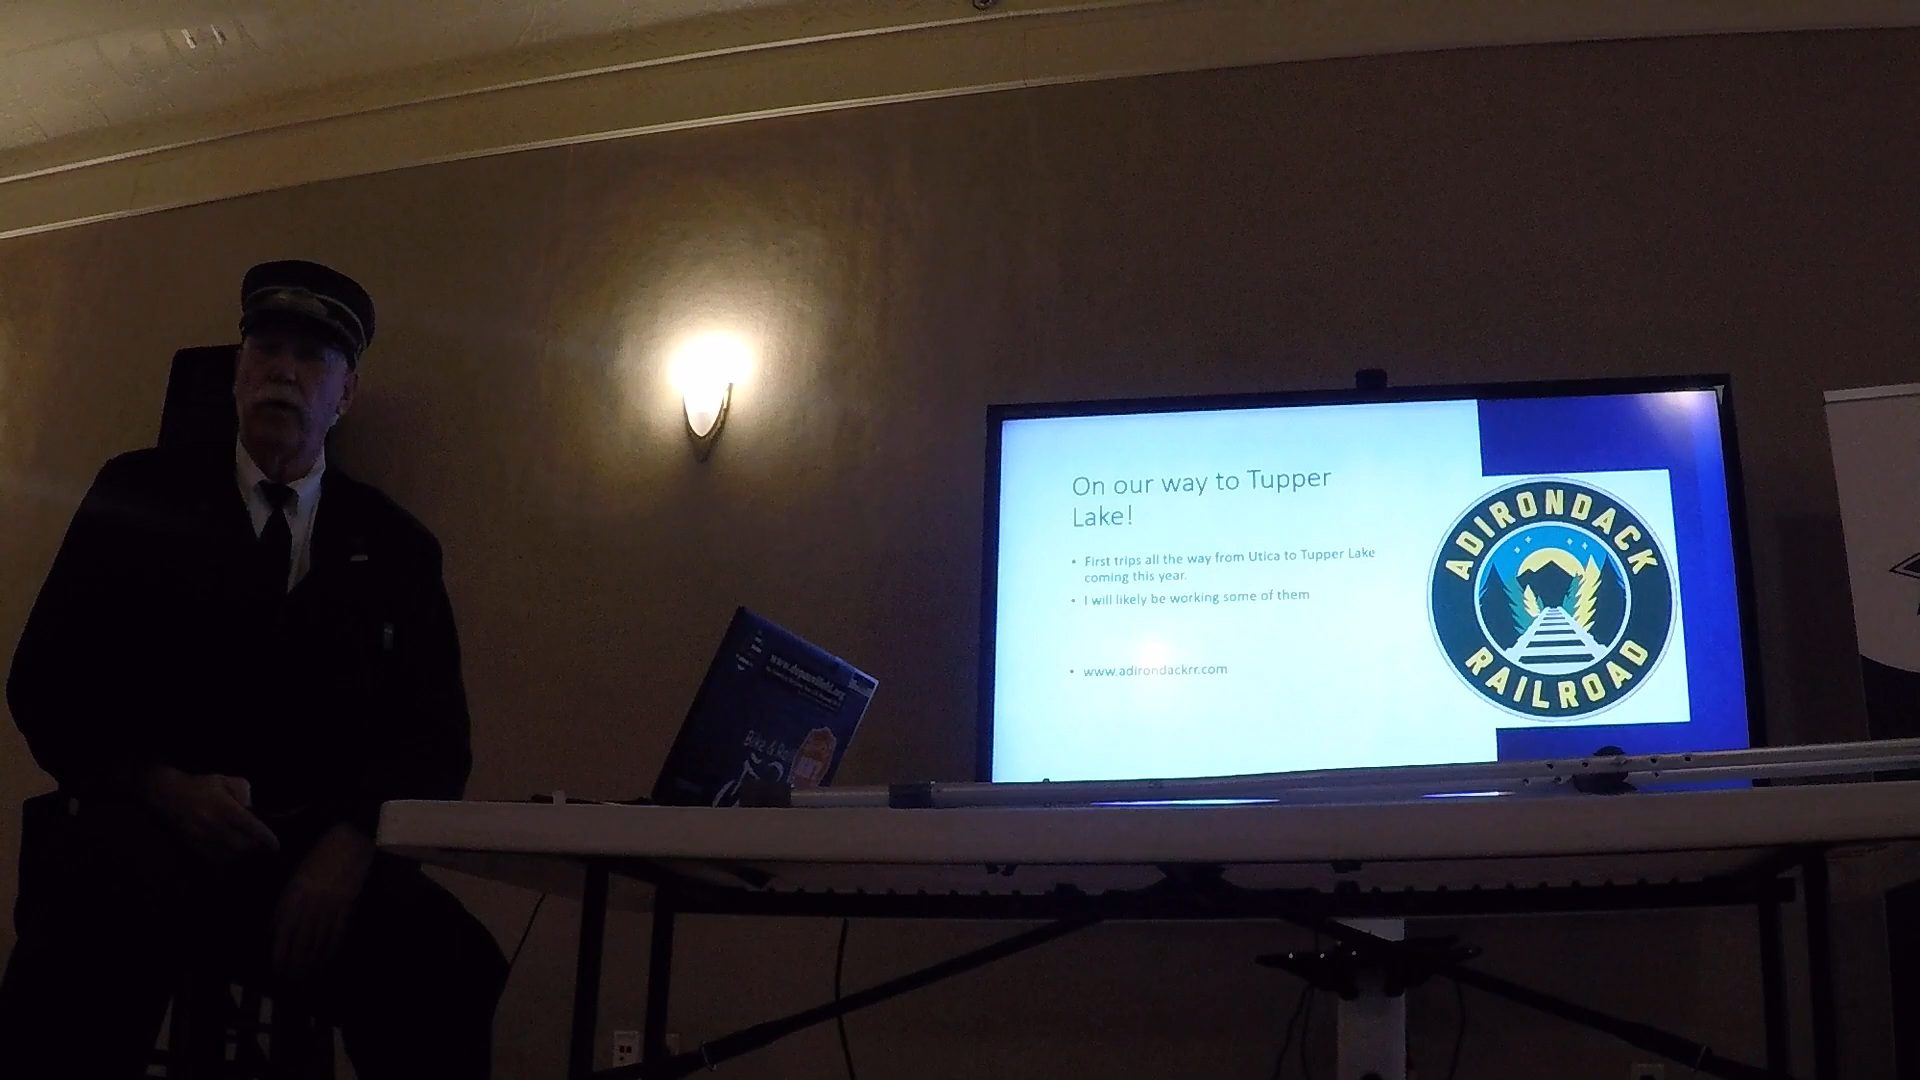 On our way to Tupper
Lake!
• First trips all the way from Utica to Tupper Lake
coming this year.
• I will likely be working some of them
• www.adirondackrr.com
ADIRONDACK
RAILROAD
Bike &